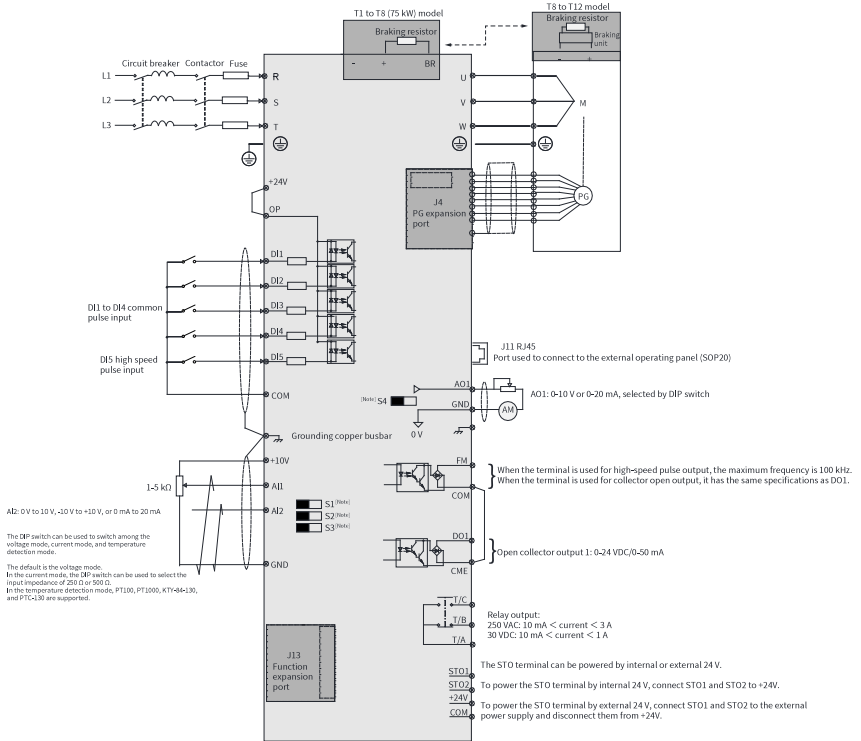 T1 to T8 (75 kW) model
Braking resistor
- + BR
T8 to T12 model
Braking resistor
Braking
unit
- +
Circuit breaker Contactor Fuse
L1
L2
L3
R
S
T
U
V
W
M
PG
J4
PG expansion
port
+24V
OP
DI1
DI2
DI3
DI4
DI5
COM
DI1 to DI4 common
pulse input
DI5 high speed
pulse input
J11 RJ45
Port used to connect to the external operating panel (SOP20)
[Note] S4
AO1
GND
0 V
AM
AO1: 0-10 V or 0-20 mA, selected by DIP switch
Grounding copper busbar
+10V
AI1
AI2
GND
1-5 kΩ
AI2: 0 V to 10 V, -10 V to +10 V, or 0 mA to 20 mA
The DIP switch can be used to switch among the
voltage mode, current mode, and temperature
detection mode.
The default is the voltage mode.
In the current mode, the DIP switch can be used to select the
input impedance of 250 Ω or 500 Ω.
In the temperature detection mode, PT100, PT1000, KTY-84-130,
and PTC-130 are supported.
S1 [Note]
S2 [Note]
S3 [Note]
FM
COM
When the terminal is used for high-speed pulse output, the maximum frequency is 100 kHz.
When the terminal is used for collector open output, it has the same specifications as DO1.
DO1
CME
Open collector output 1: 0-24 VDC/0-50 mA
T/C
T/B
T/A
Relay output:
250 VAC: 10 mA < current < 3 A
30 VDC: 10 mA < current < 1 A
J13
Function
expansion
port
STO1
STO2
+24V
COM
The STO terminal can be powered by internal or external 24 V.
To power the STO terminal by internal 24 V, connect STO1 and STO2 to +24V.
To power the STO terminal by external 24 V, connect STO1 and STO2 to the external
power supply and disconnect them from +24V.